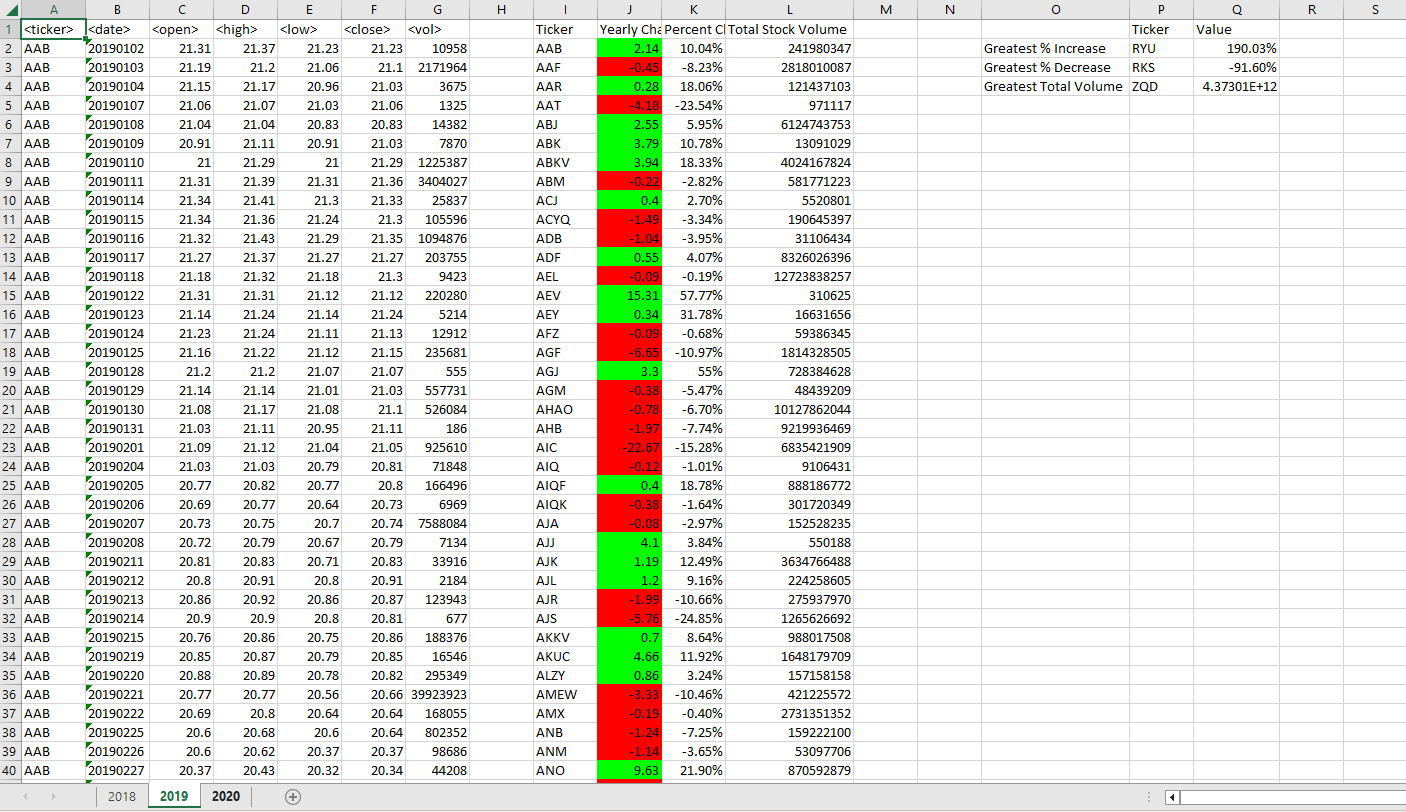 A B C D E F G H I J K L M N O P Q R S
1 <ticker> <date> <open> <high> <low> <close> <vol> Ticker Yearly Cha Percent Cl Total Stock Volume Ticker Value
2 AAB 20190102 21.31 21.37 21.23 21.23 10958 AAB 2.14 10.04% 241980347 Greatest % Increase RYU 190.03%
3 AAB 20190103 21.19 21.2 21.06 21.1 2171964 AAF -0.45 -8.23% 2818010087 Greatest % Decrease RKS -91.60%
4 AAB 20190104 21.15 21.17 20.96 21.03 3675 AAR 0.28 18.06% 121437103 Greatest Total Volume ZQD 4.37301E+12
5 AAB 20190107 21.06 21.07 21.03 21.06 1325 AAT -4.18 -23.54% 971117
6 AAB 20190108 21.04 21.04 20.83 20.83 14382 ABJ 2.55 5.95% 6124743753
7 AAB 20190109 20.91 21.11 20.91 21.03 7870 ABK 3.79 10.78% 13091029
8 AAB 20190110 21 21.29 21 21.29 1225387 ABKV 3.94 18.33% 4024167824
9 AAB 20190111 21.31 21.39 21.31 21.36 3404027 ABM -0.22 -2.82% 581771223
10 AAB 20190114 21.34 21.41 21.3 21.33 25837 ACJ 0.4 2.70% 5520801
11 AAB 20190115 21.34 21.36 21.24 21.3 105596 ACYQ -1.49 -3.34% 190645397
12 AAB 20190116 21.32 21.43 21.29 21.35 1094876 ADB -1.04 -3.95% 31106434
13 AAB 20190117 21.27 21.37 21.27 21.27 203755 ADF 0.55 4.07% 8326026396
14 AAB 20190118 21.18 21.32 21.18 21.3 9423 AEL -0.09 -0.19% 12723838257
15 AAB 20190122 21.31 21.31 21.12 21.12 220280 AEV 15.31 57.77% 310625
16 AAB 20190123 21.14 21.24 21.14 21.24 5214 AEY 0.34 31.78% 16631656
17 AAB 20190124 21.23 21.24 21.11 21.13 12912 AFZ -0.09 -0.68% 59386345
18 AAB 20190125 21.16 21.22 21.12 21.15 235681 AGF -6.65 -10.97% 1814328505
19 AAB 20190128 21.2 21.2 21.07 21.07 555 AGJ 3.3 55% 728384628
20 AAB 20190129 21.14 21.14 21.01 21.03 557731 AGM -0.38 -5.47% 48439209
21 AAB 20190130 21.08 21.17 21.08 21.1 526084 AHAO -0.78 -6.70% 10127862044
22 AAB 20190131 21.03 21.11 20.95 21.11 186 AHB -1.97 -7.74% 9219936469
23 AAB 20190201 21.09 21.12 21.04 21.05 925610 AIC -22.67 -15.28% 6835421909
24 AAB 20190204 21.03 21.03 20.79 20.81 71848 AIQ -0.12 -1.01% 9106431
25 AAB 20190205 20.77 20.82 20.77 20.8 166496 AIQF 0.4 18.78% 888186772
26 AAB 20190206 20.69 20.77 20.64 20.73 6969 AIQK -0.38 -1.64% 301720349
27 AAB 20190207 20.73 20.75 20.7 20.74 7588084 AJA -0.08 -2.97% 152528235
28 AAB 20190208 20.72 20.79 20.67 20.79 7134 AJJ 4.1 3.84% 550188
29 AAB 20190211 20.81 20.83 20.71 20.83 33916 AJK 1.19 12.49% 3634766488
30 AAB 20190212 20.8 20.91 20.8 20.91 2184 AJL 1.2 9.16% 224258605
31 AAB 20190213 20.86 20.92 20.86 20.87 123943 AJR -1.99 -10.66% 275937970
32 AAB 20190214 20.9 20.9 20.8 20.81 677 AJS -5.76 -24.85% 1265626692
33 AAB 20190215 20.76 20.86 20.75 20.86 188376 AKKV 0.7 8.64% 988017508
34 AAB 20190219 20.85 20.87 20.79 20.85 16546 AKUC 4.66 11.92% 1648179709
35 AAB 20190220 20.88 20.89 20.78 20.82 295349 ALZY 0.86 3.24% 157158158
36 AAB 20190221 20.77 20.77 20.56 20.66 39923923 AMEW -3.33 -10.46% 421225572
37 AAB 20190222 20.69 20.8 20.64 20.64 168055 AMX -0.19 -0.40% 2731351352
38 AAB 20190225 20.6 20.68 20.6 20.64 802352 ANB -1.24 -7.25% 159222100
39 AAB 20190226 20.6 20.62 20.37 20.37 98686 ANM -1.14 -3.65% 53097706
40 AAB 20190227 20.37 20.43 20.32 20.34 44208 ANO 9.63 21.90% 870592879
2018 2019 2020